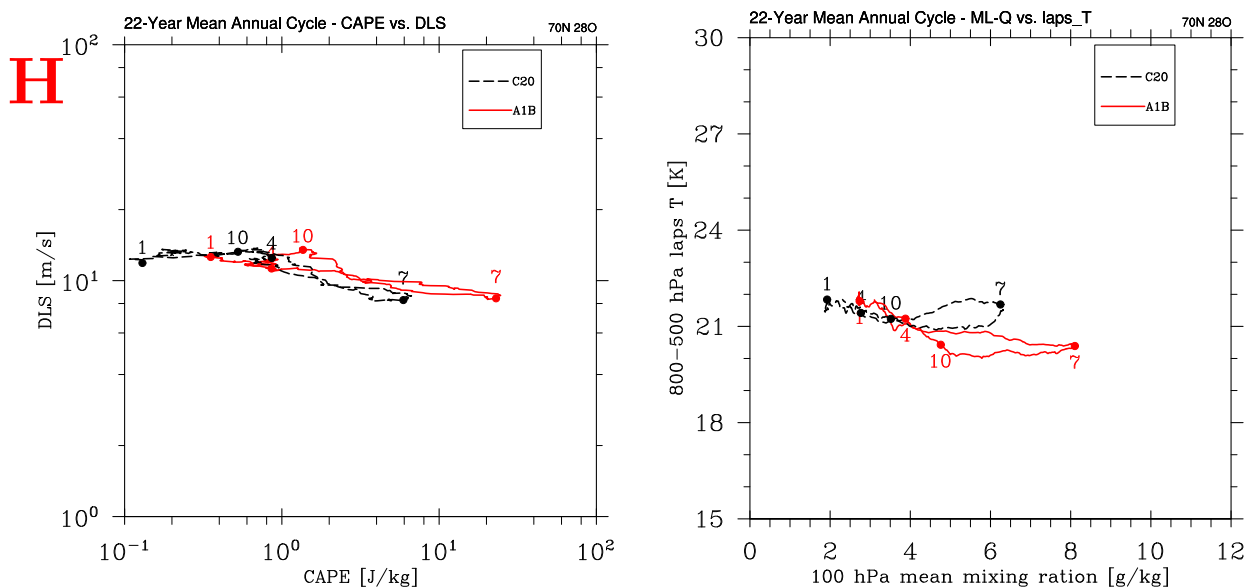 22-Year Mean Annual Cycle - CAPE vs. DLS
70N 28O
H
C20
A1B
DLS [m/s]
10²
10¹
10⁰
1
1
10
4
10
7
7
10⁻¹
10⁰
10¹
10²
CAPE [J/kg]
22-Year Mean Annual Cycle - ML-Q vs. laps_T
70N 28O
C20
A1B
800-500 hPa laps T [K]
30
27
24
21
18
15
1
4
10
7
1
4
10
7
0 2 4 6 8 10 12
100 hPa mean mixing ration [g/kg]